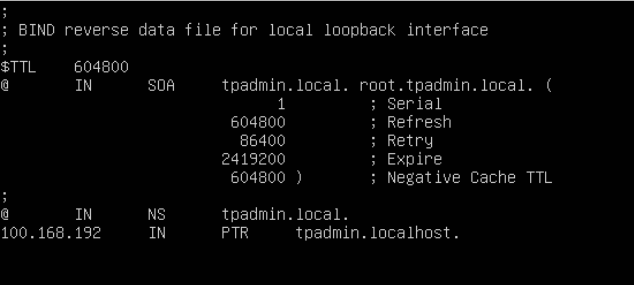 ;
; BIND reverse data file for local loopback interface
;
$TTL    604800
@       IN      SOA     tpadmin.local. root.tpadmin.local. (
                              1         ; Serial
                         604800         ; Refresh
                          86400         ; Retry
                        2419200         ; Expire
                         604800 )       ; Negative Cache TTL
;
@       IN      NS      tpadmin.local.
100.168.192     IN      PTR     tpadmin.localhost.